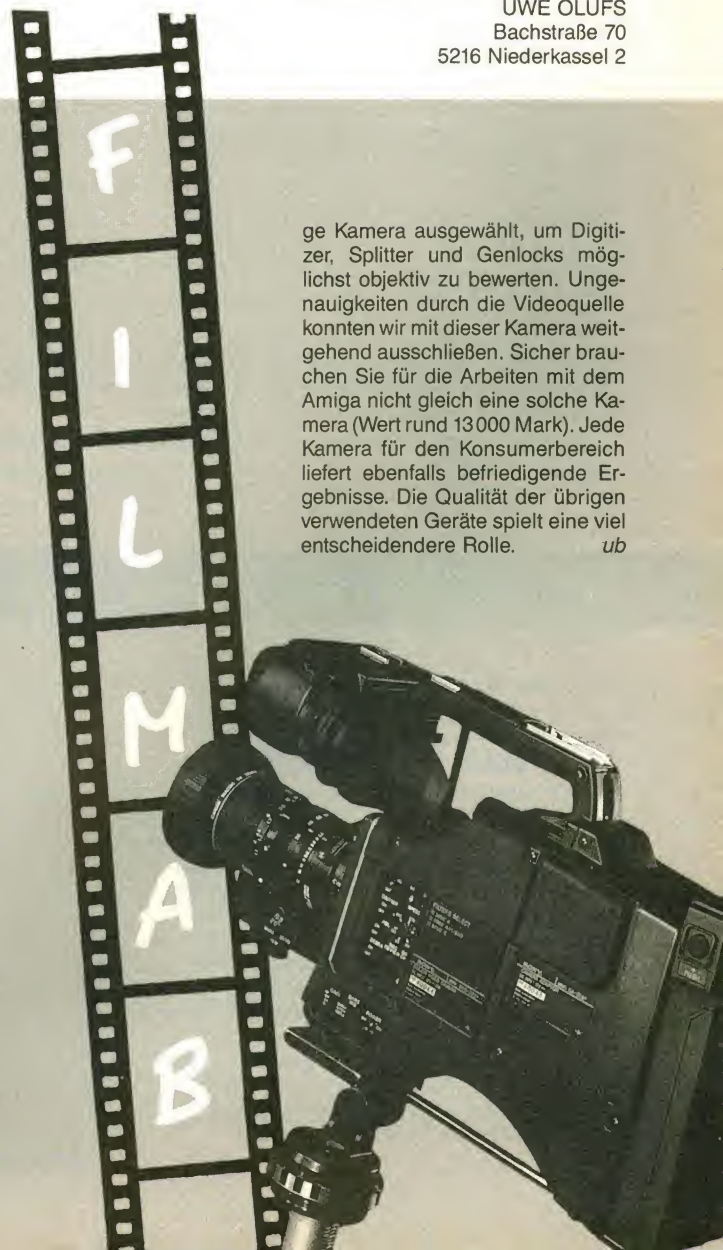 UWE OLUFS
Bachstraße 70
5216 Niederkassel 2
F
I
L
M
A
B
ge Kamera ausgewählt, um Digiti-
zer, Splitter und Genlocks mög-
lichst objektiv zu bewerten. Unge-
nauigkeiten durch die Videoquelle
konnten wir mit dieser Kamera weit-
gehend ausschließen. Sicher brau-
chen Sie für die Arbeiten mit dem
Amiga nicht gleich eine solche Ka-
mera (Wert rund 13 000 Mark). Jede
Kamera für den Konsumerbereich
liefert ebenfalls befriedigende Er-
gebnisse. Die Qualität der übrigen
verwendeten Geräte spielt eine viel
entscheidendere Rolle. ub